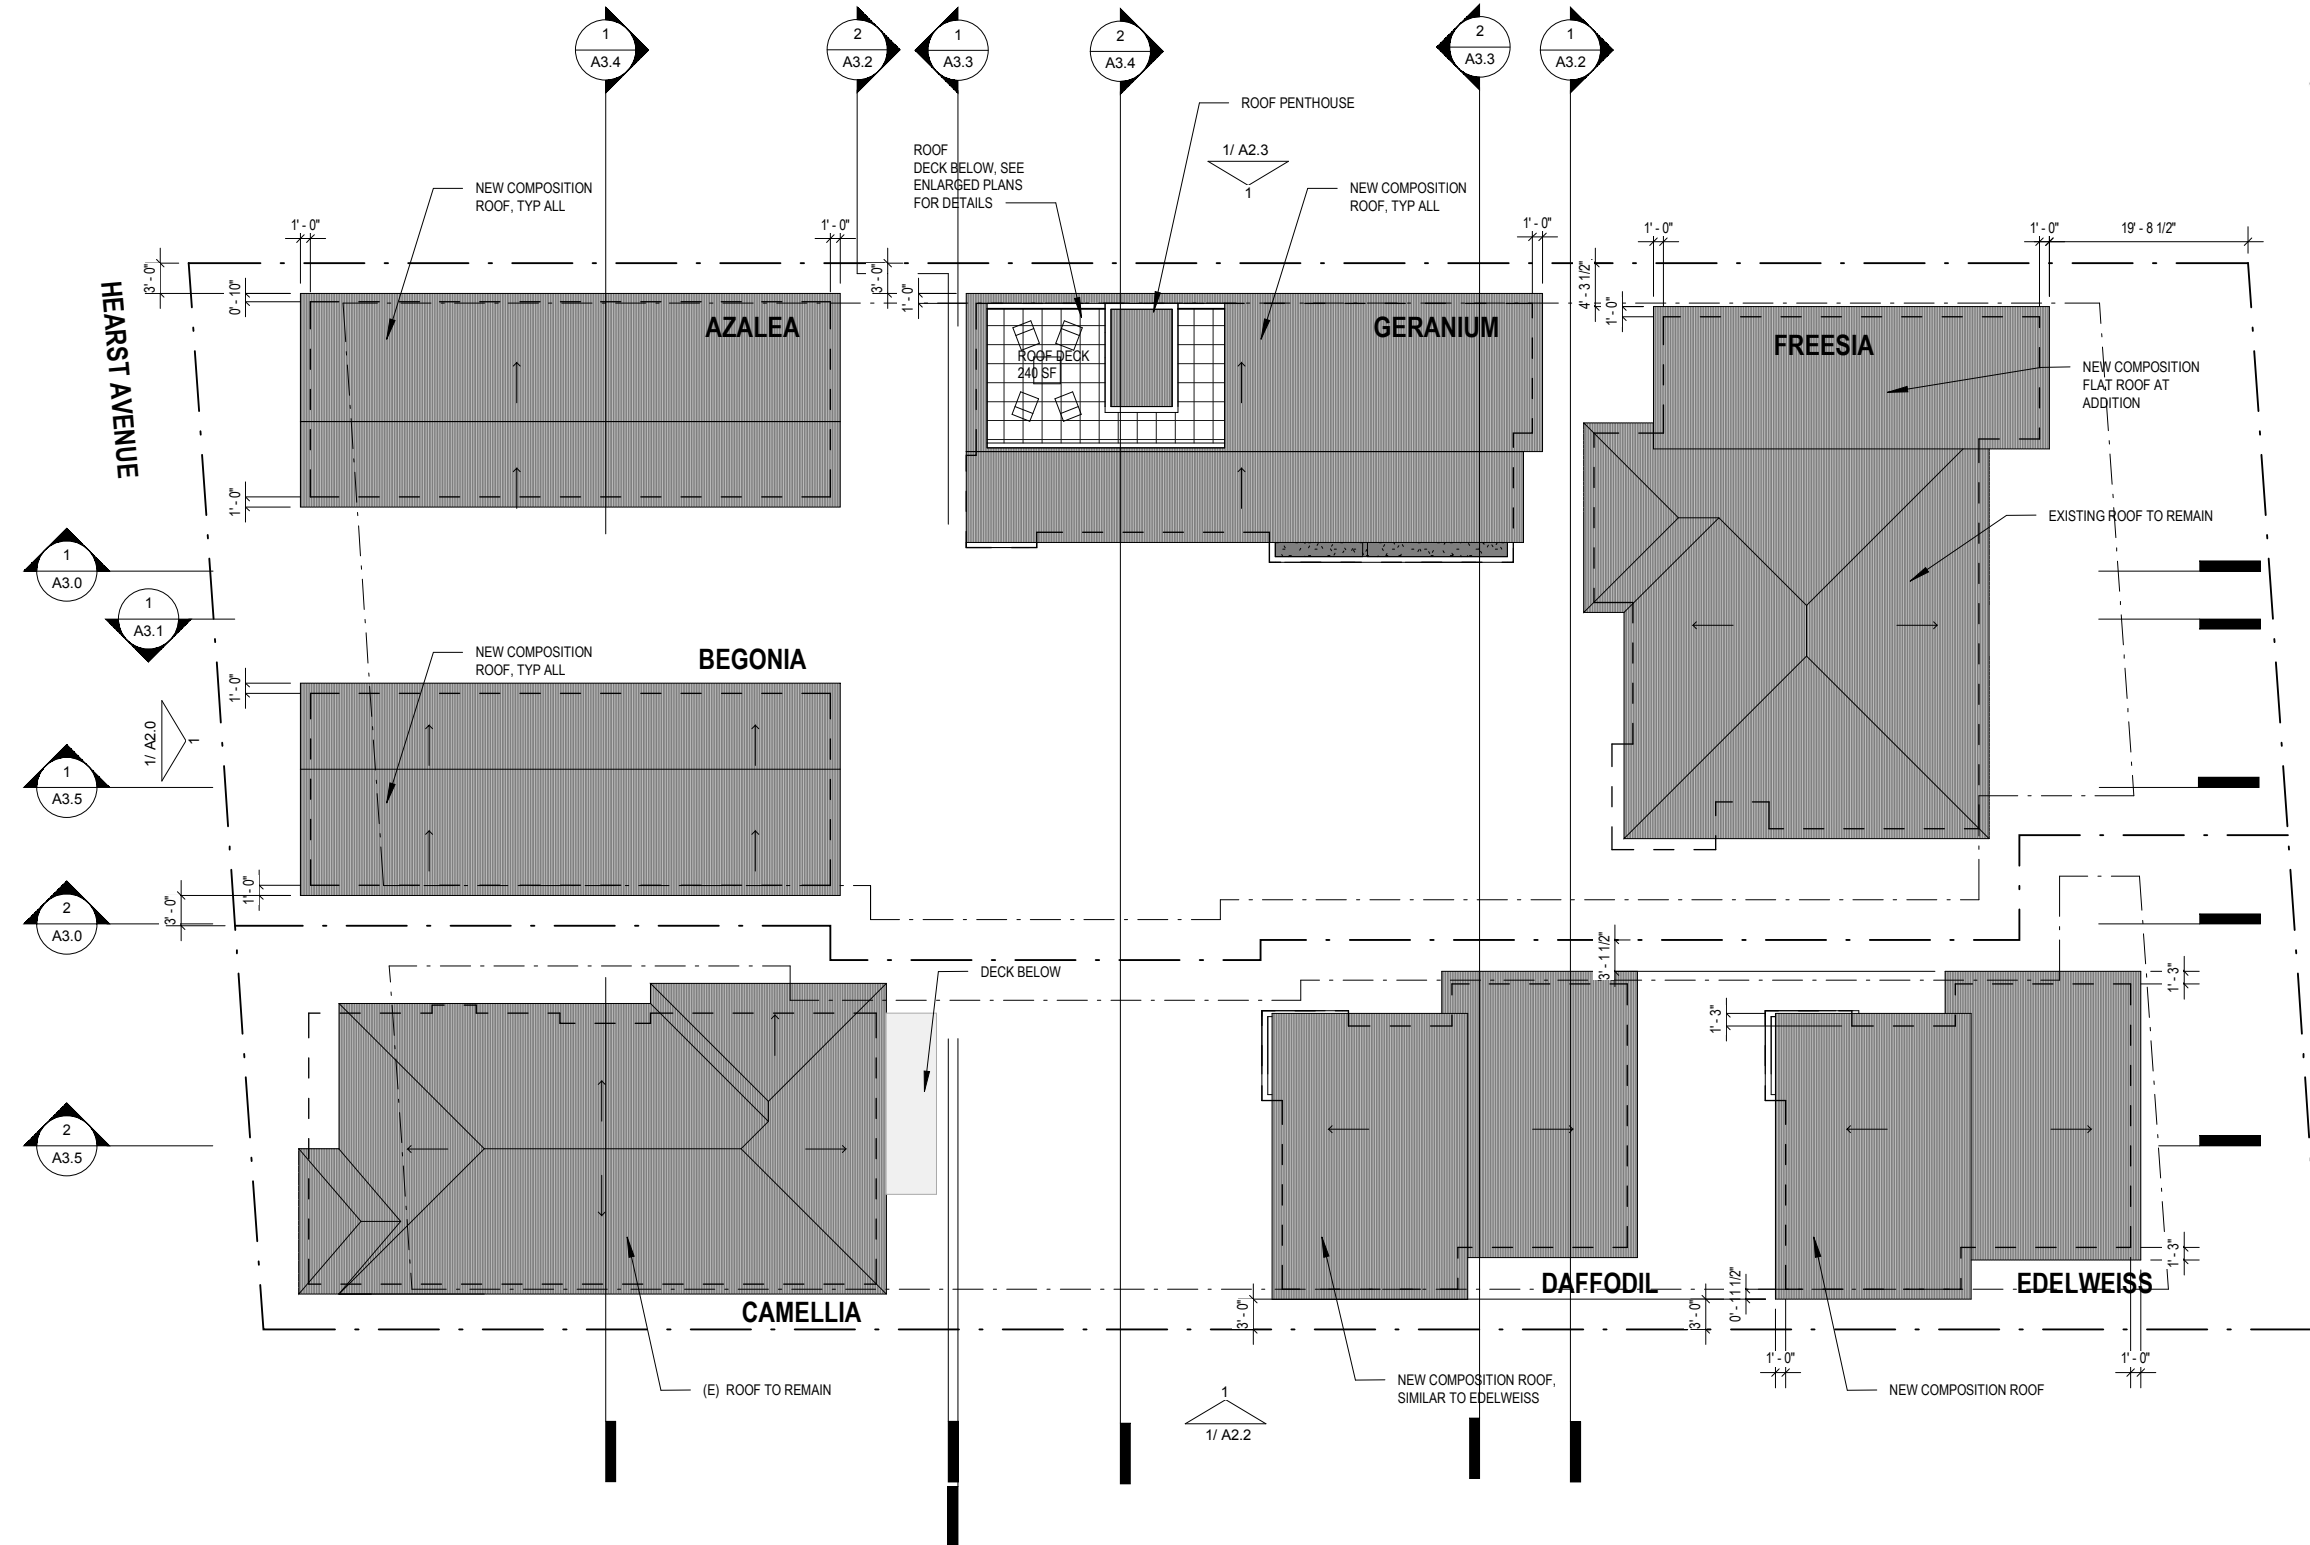 1
A3.4
2
A3.2
1
A3.3
2
A3.4
2
A3.3
1
A3.2
ROOF PENTHOUSE
ROOF
DECK BELOW, SEE
ENLARGED PLANS
FOR DETAILS
1/ A2.3
1
NEW COMPOSITION
ROOF, TYP ALL
NEW COMPOSITION
ROOF, TYP ALL
1' - 0"
1' - 0"
1' - 0"
1' - 0"
1' - 0"
19' - 8 1/2"
3' - 0"
0' - 10"
3' - 0"
1' - 0"
4' - 3 1/2"
1' - 0"
HEARST AVENUE
AZALEA
GERANIUM
FREESIA
ROOF DECK
240 SF
NEW COMPOSITION
FLAT ROOF AT
ADDITION
1' - 0"
EXISTING ROOF TO REMAIN
1
A3.0
1
A3.1
NEW COMPOSITION
ROOF, TYP ALL
BEGONIA
1' - 0"
1/ A2.0
1
1
A3.5
1' - 0"
3' - 0"
2
A3.0
3' - 1 1/2"
DECK BELOW
1' - 3"
1' - 3"
2
A3.5
1' - 3"
DAFFODIL
EDELWEISS
CAMELLIA
3' - 0"
3' - 0"
0' - 11 1/2"
1' - 0"
1' - 0"
(E) ROOF TO REMAIN
NEW COMPOSITION ROOF,
SIMILAR TO EDELWEISS
NEW COMPOSITION ROOF
1
1/ A2.2